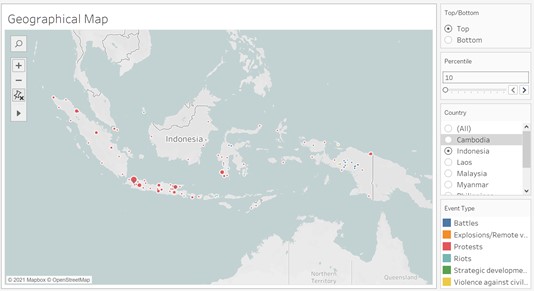 Geographical Map
Indonesia
Northern
Territory
Queensland
© 2021 Mapbox © OpenStreetMap
Top/Bottom
Top
Bottom
Percentile
10
Country
(All)
Cambodia
Indonesia
Laos
Malaysia
Myanmar
Event Type
Battles
Explosions/Remote v..
Protests
Riots
Strategic developme..
Violence against civil..